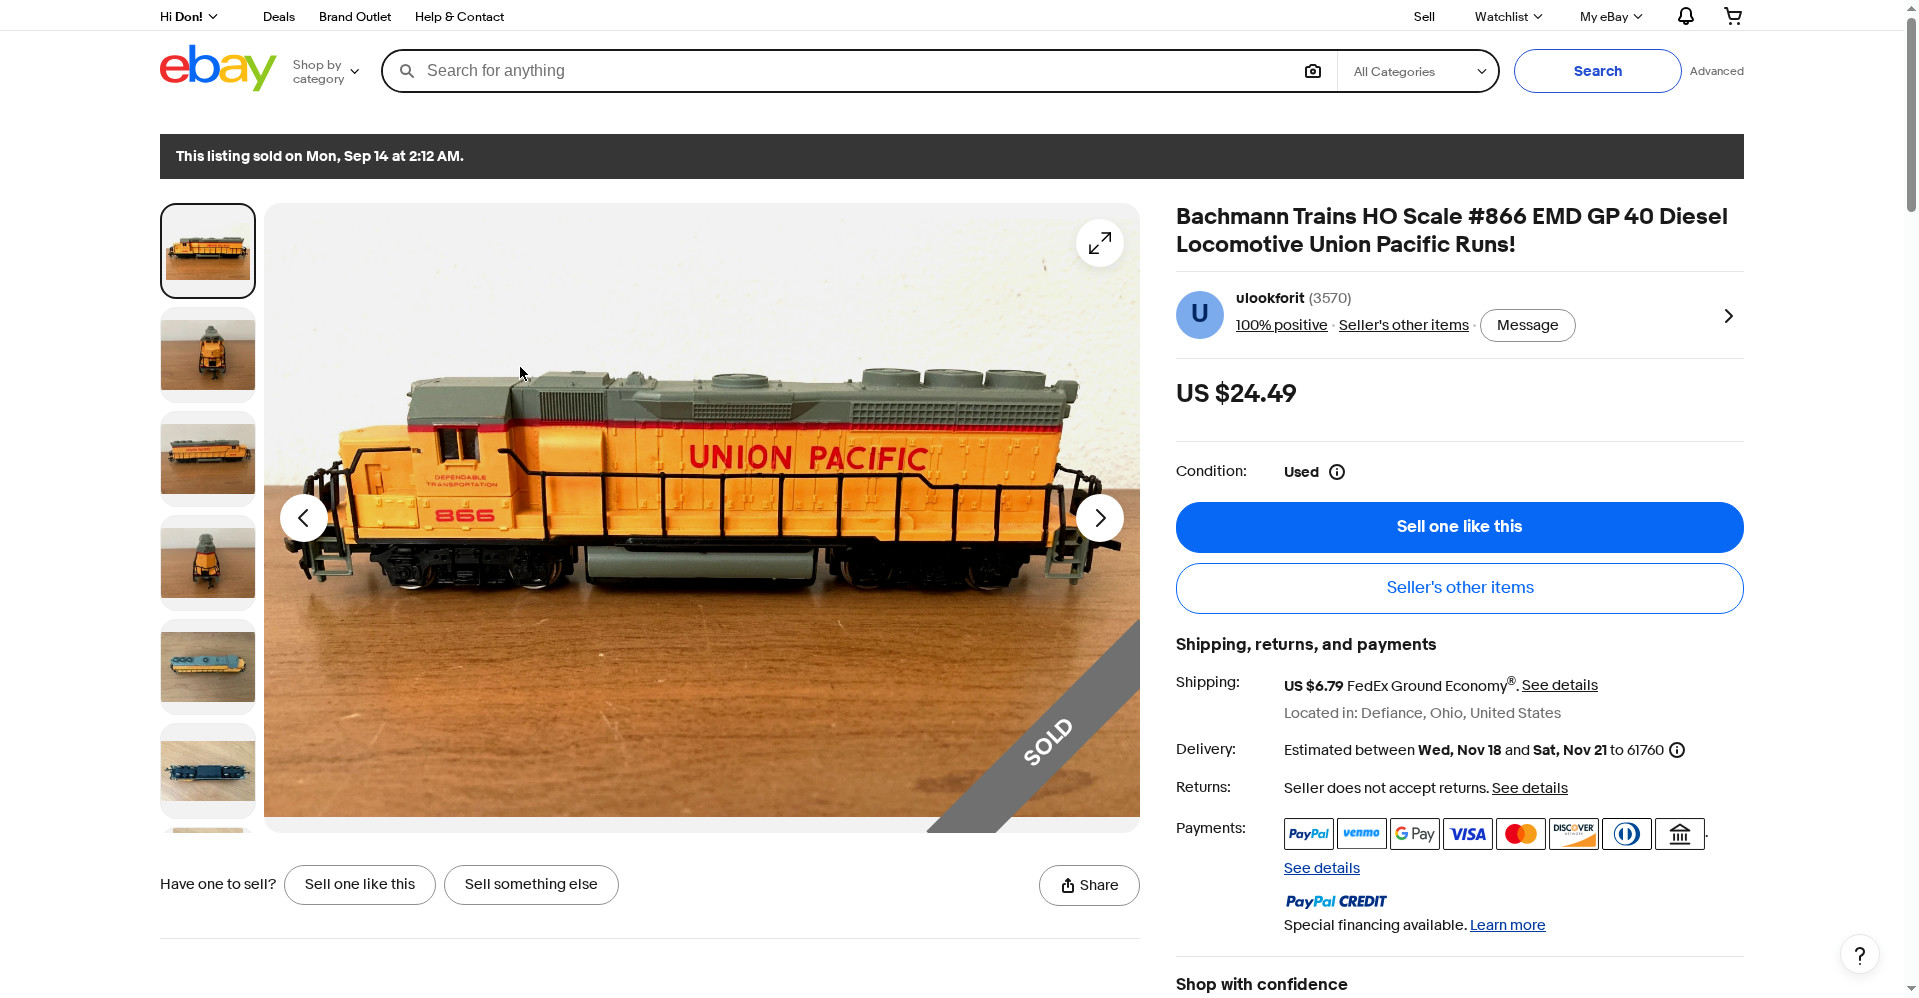 Hi Don!
Deals
Brand Outlet
Help & Contact
Sell
Watchlist
My eBay
ebay
Shop by
category
Search for anything
All Categories
Search
Advanced
This listing sold on Mon, Sep 14 at 2:12 AM.
UNION PACIFIC
DEPENDABLE
TRANSPORTATION
866
SOLD
Have one to sell?
Sell one like this
Sell something else
Share
Bachmann Trains HO Scale #866 EMD GP 40 Diesel
Locomotive Union Pacific Runs!
U
ulookforit (3570)
100% positive · Seller's other items · Message
US $24.49
Condition: Used
Sell one like this
Seller's other items
Shipping, returns, and payments
Shipping: US $6.79 FedEx Ground Economy®. See details
Located in: Defiance, Ohio, United States
Delivery: Estimated between Wed, Nov 18 and Sat, Nov 21 to 61760
Returns: Seller does not accept returns. See details
Payments: PayPal venmo G Pay VISA DISCOVER .
See details
PayPal CREDIT
Special financing available. Learn more
?
Shop with confidence